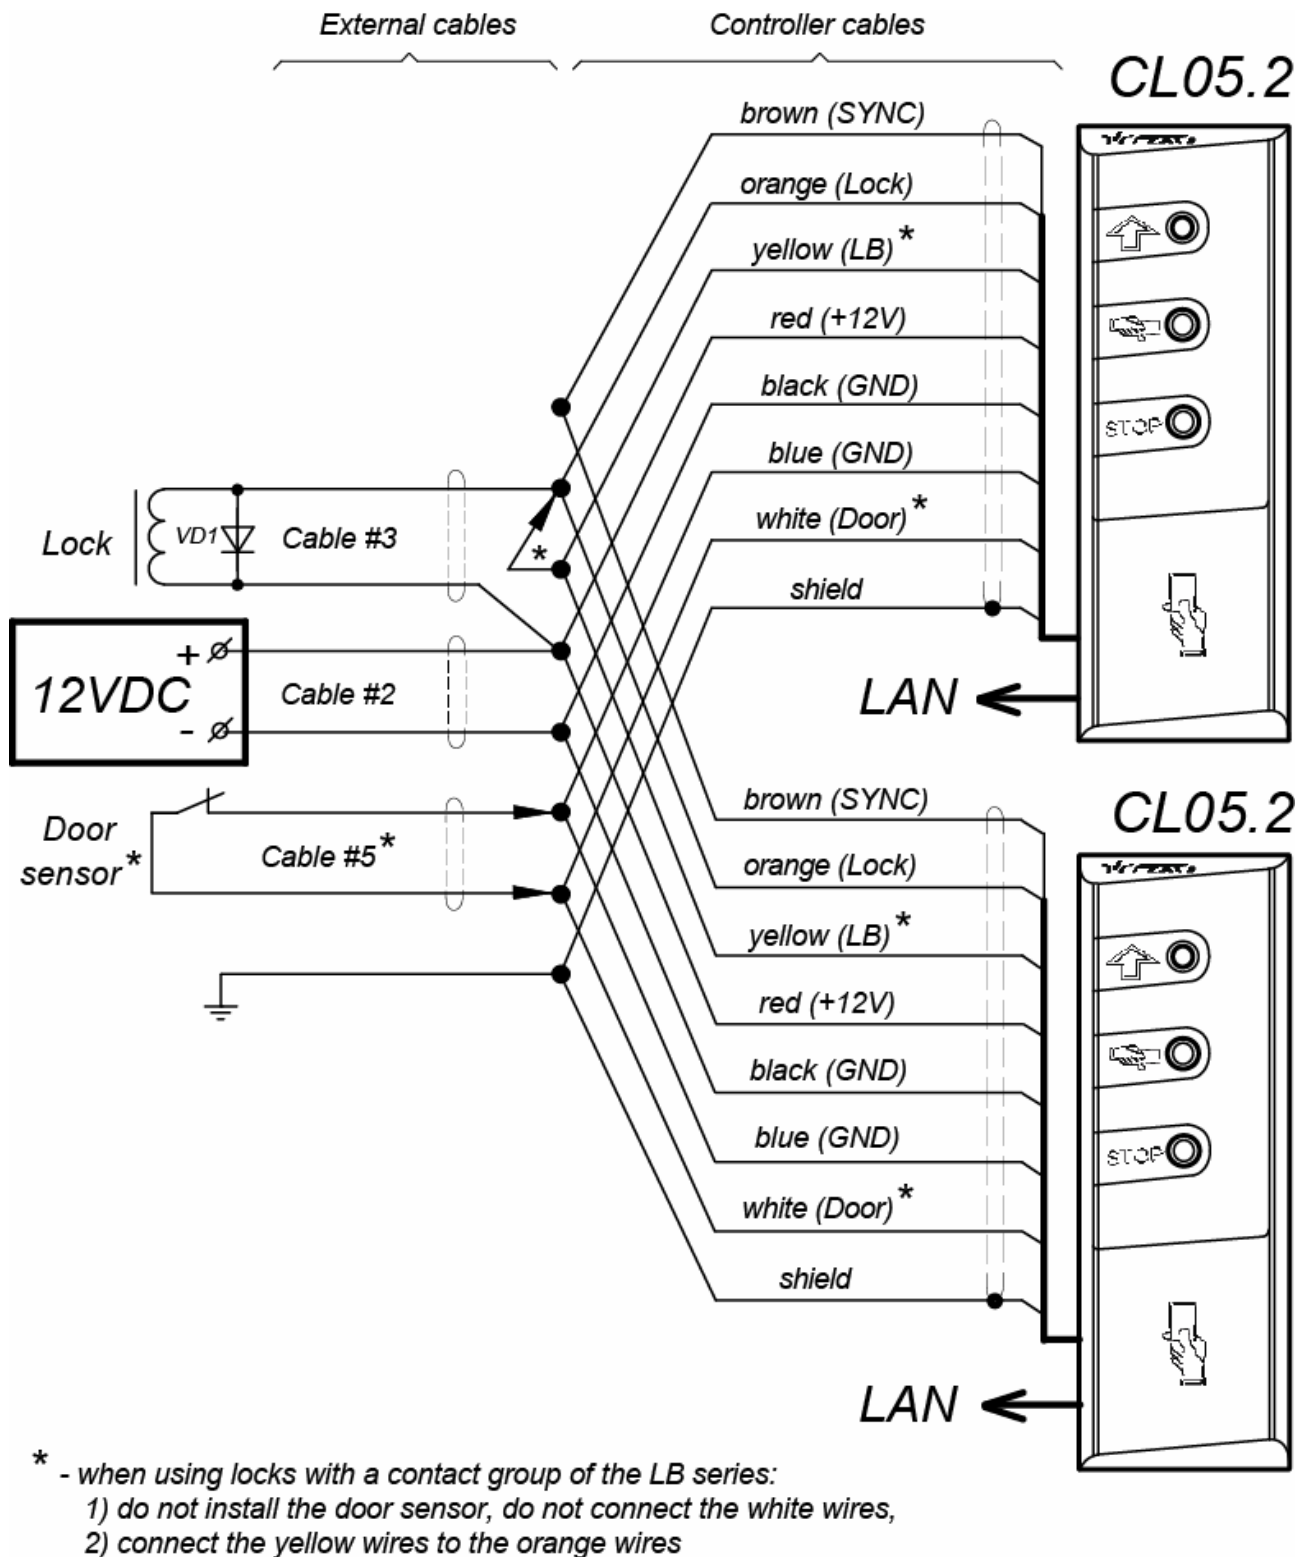 External cables
Controller cables
CL05.2
brown (SYNC)
orange (Lock)
yellow (LB)*
red (+12V)
black (GND)
blue (GND)
white (Door)*
shield
STOP
Lock
VD1
Cable #3
*
12VDC
+
-
Cable #2
LAN
Door
sensor*
Cable #5*
CL05.2
brown (SYNC)
orange (Lock)
yellow (LB)*
red (+12V)
black (GND)
blue (GND)
white (Door)*
shield
STOP
LAN
* - when using locks with a contact group of the LB series:
1) do not install the door sensor, do not connect the white wires,
2) connect the yellow wires to the orange wires